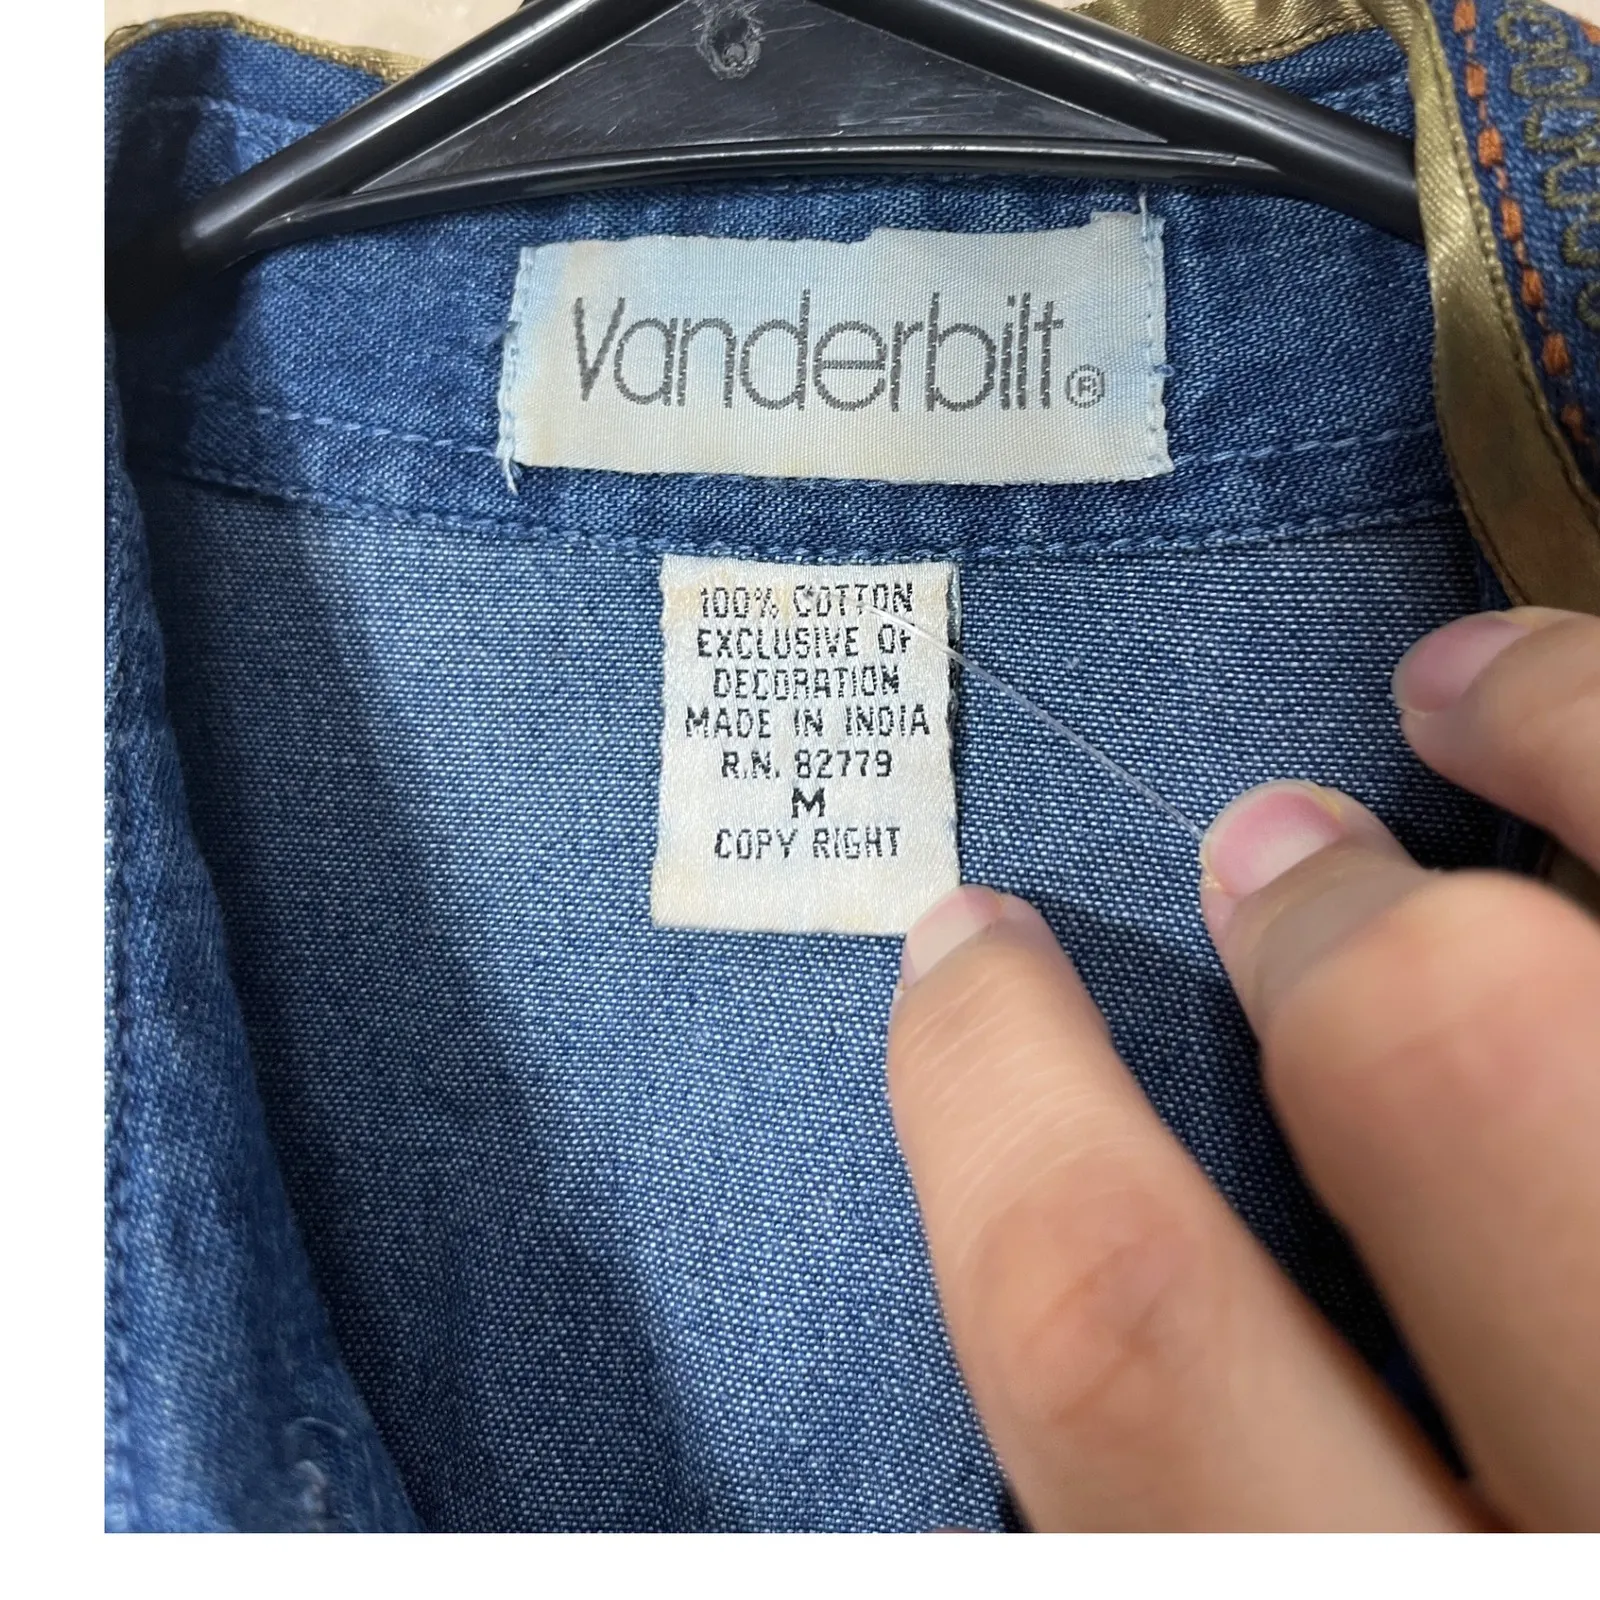 Vanderbilt ®
100% COTTON
EXCLUSIVE OF
DECORATION
MADE IN INDIA
R.N. 82779
M
COPY RIGHT